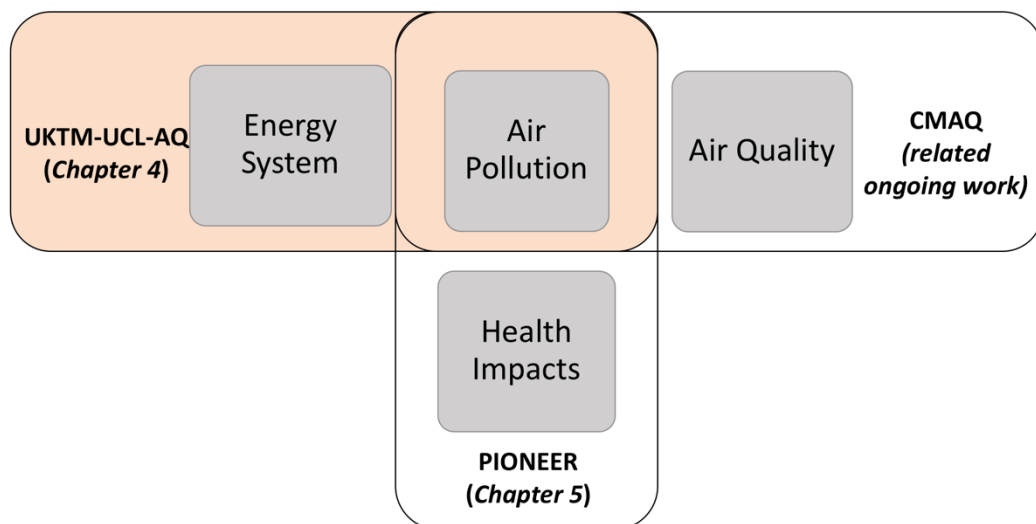 UKTM-UCL-AQ
(Chapter 4)
Energy
System
Air
Pollution
Air Quality
CMAQ
(related
ongoing work)
Health
Impacts
PIONEER
(Chapter 5)